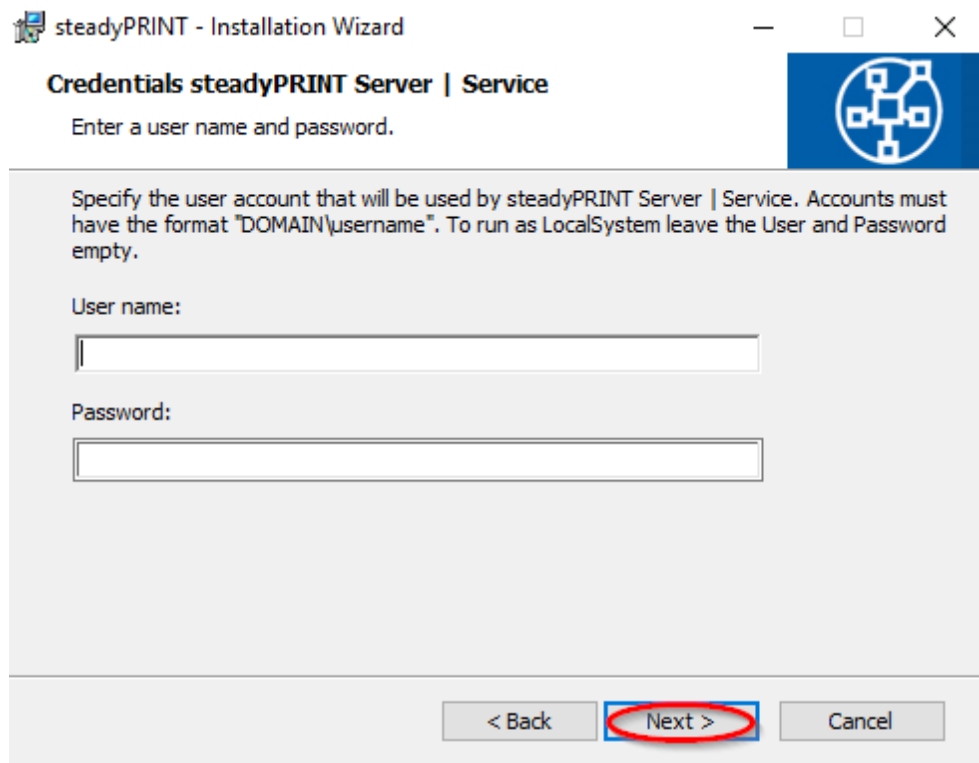 steadyPRINT - Installation Wizard
Credentials steadyPRINT Server | Service
Enter a user name and password.
Specify the user account that will be used by steadyPRINT Server | Service. Accounts must
have the format "DOMAIN\username". To run as LocalSystem leave the User and Password
empty.
User name:
Password:
< Back Next > Cancel